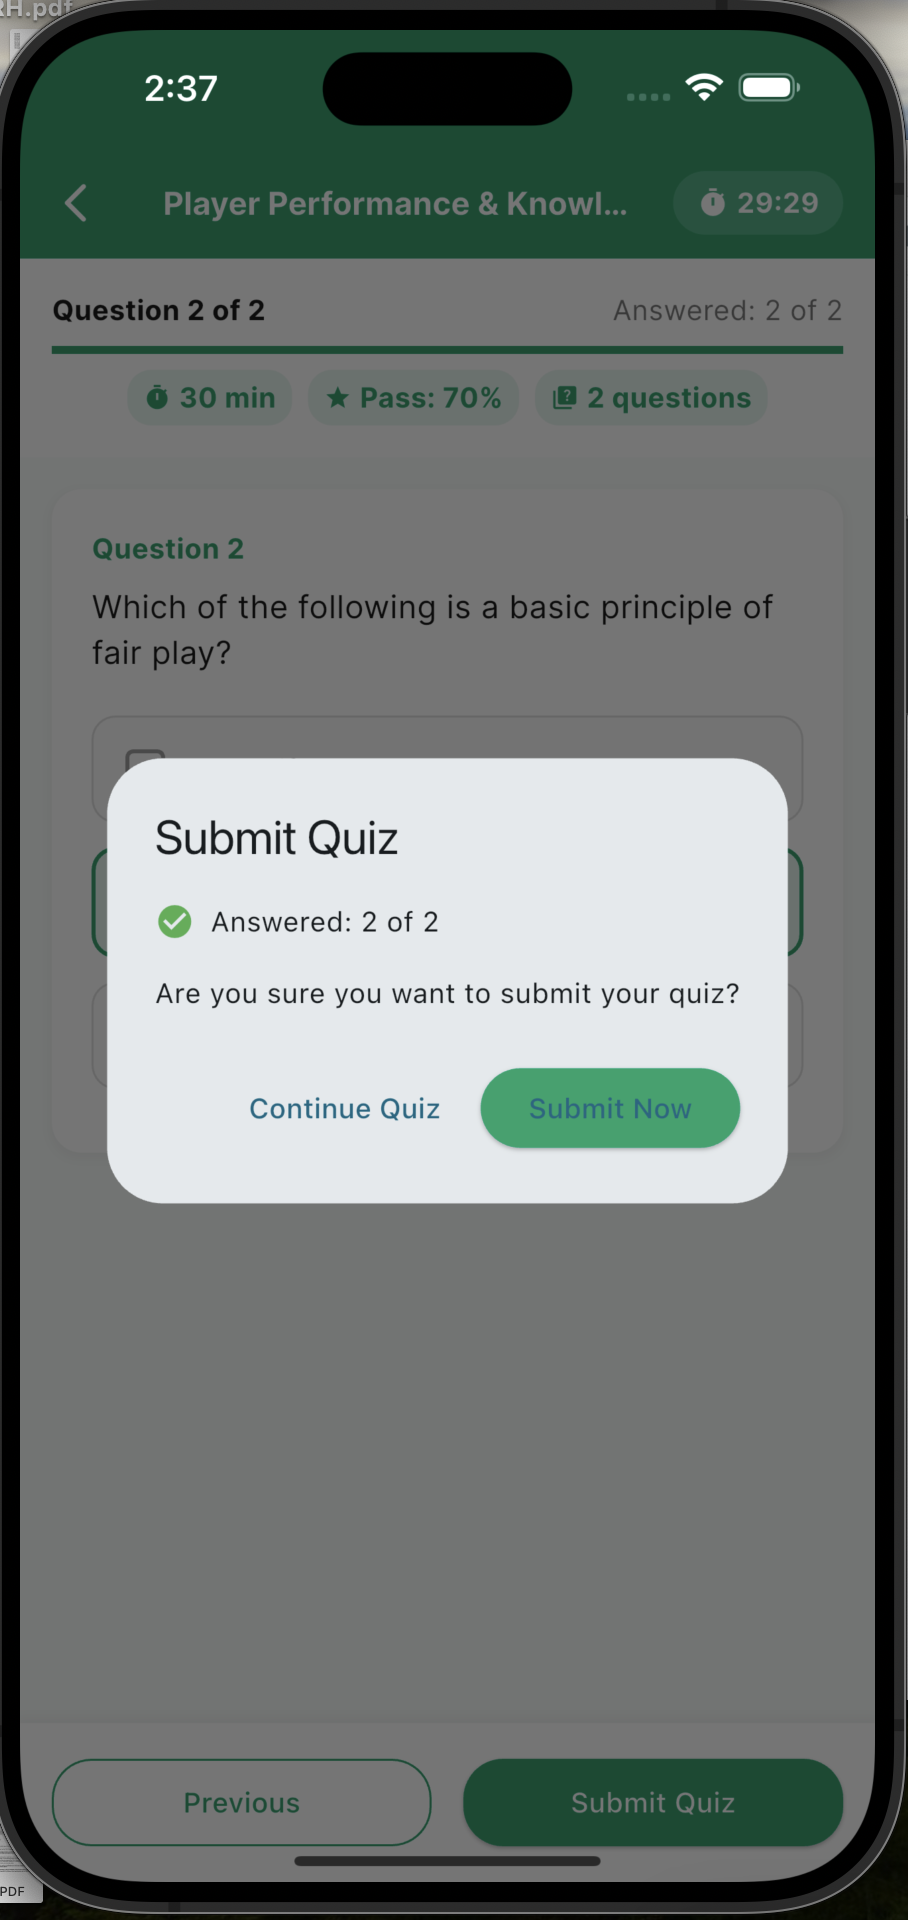 RH.pdf
2:37
Player Performance & Knowl...
29:29
Question 2 of 2
Answered: 2 of 2
30 min
Pass: 70%
2 questions
Question 2
Which of the following is a basic principle of
fair play?
Submit Quiz
Answered: 2 of 2
Are you sure you want to submit your quiz?
Continue Quiz
Submit Now
Previous
Submit Quiz
PDF